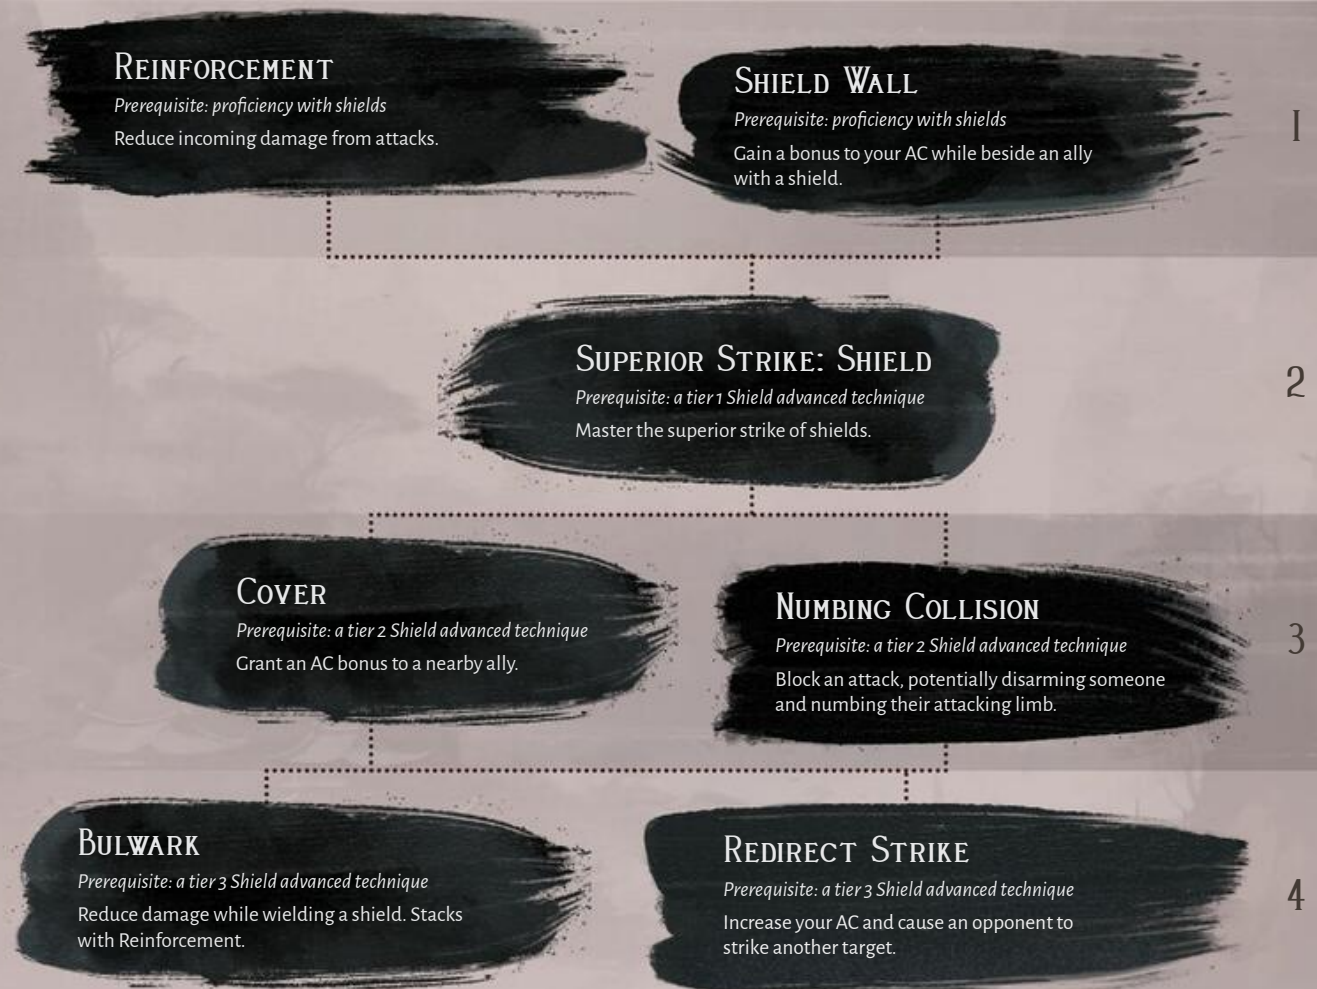 Reinforcement
Prerequisite: proficiency with shields
Reduce incoming damage from attacks.
Shield Wall
Prerequisite: proficiency with shields
Gain a bonus to your AC while beside an ally
with a shield.
1
Superior Strike: Shield
Prerequisite: a tier 1 Shield advanced technique
Master the superior strike of shields.
2
Cover
Prerequisite: a tier 2 Shield advanced technique
Grant an AC bonus to a nearby ally.
Numbing Collision
Prerequisite: a tier 2 Shield advanced technique
Block an attack, potentially disarming someone
and numbing their attacking limb.
3
Bulwark
Prerequisite: a tier 3 Shield advanced technique
Reduce damage while wielding a shield. Stacks
with Reinforcement.
Redirect Strike
Prerequisite: a tier 3 Shield advanced technique
Increase your AC and cause an opponent to
strike another target.
4